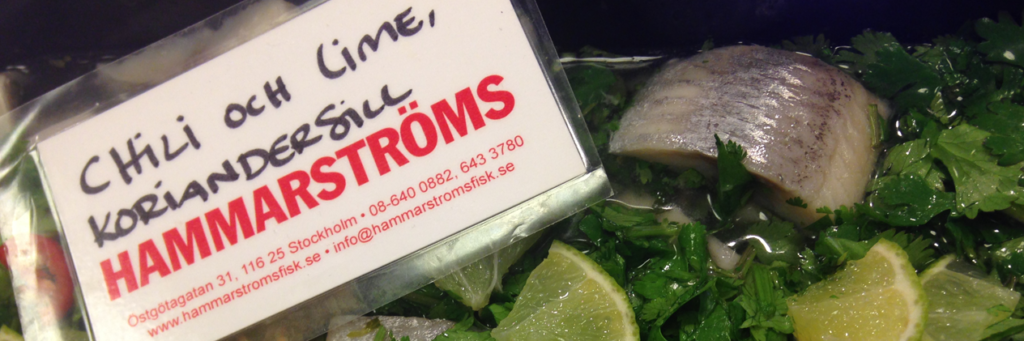 CHiLi OCH LiME,
KORiANDERSiLL
HAMMARSTRÖMS
Östgötagatan 31, 116 25 Stockholm • 08-640 0882, 643 3780
www.hammarstromsfisk.se • info@hammarstromsfisk.se